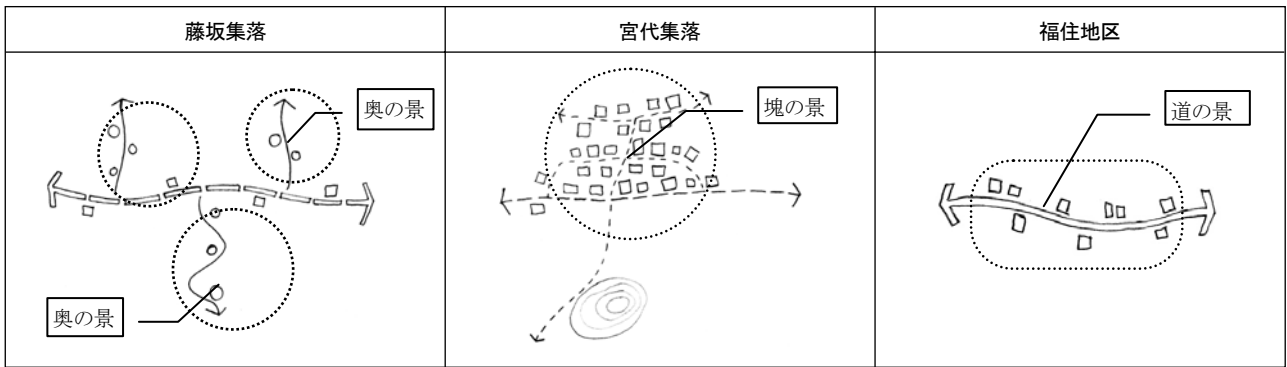 藤坂集落
宮代集落
福住地区
奥の景
奥の景
塊の景
道の景